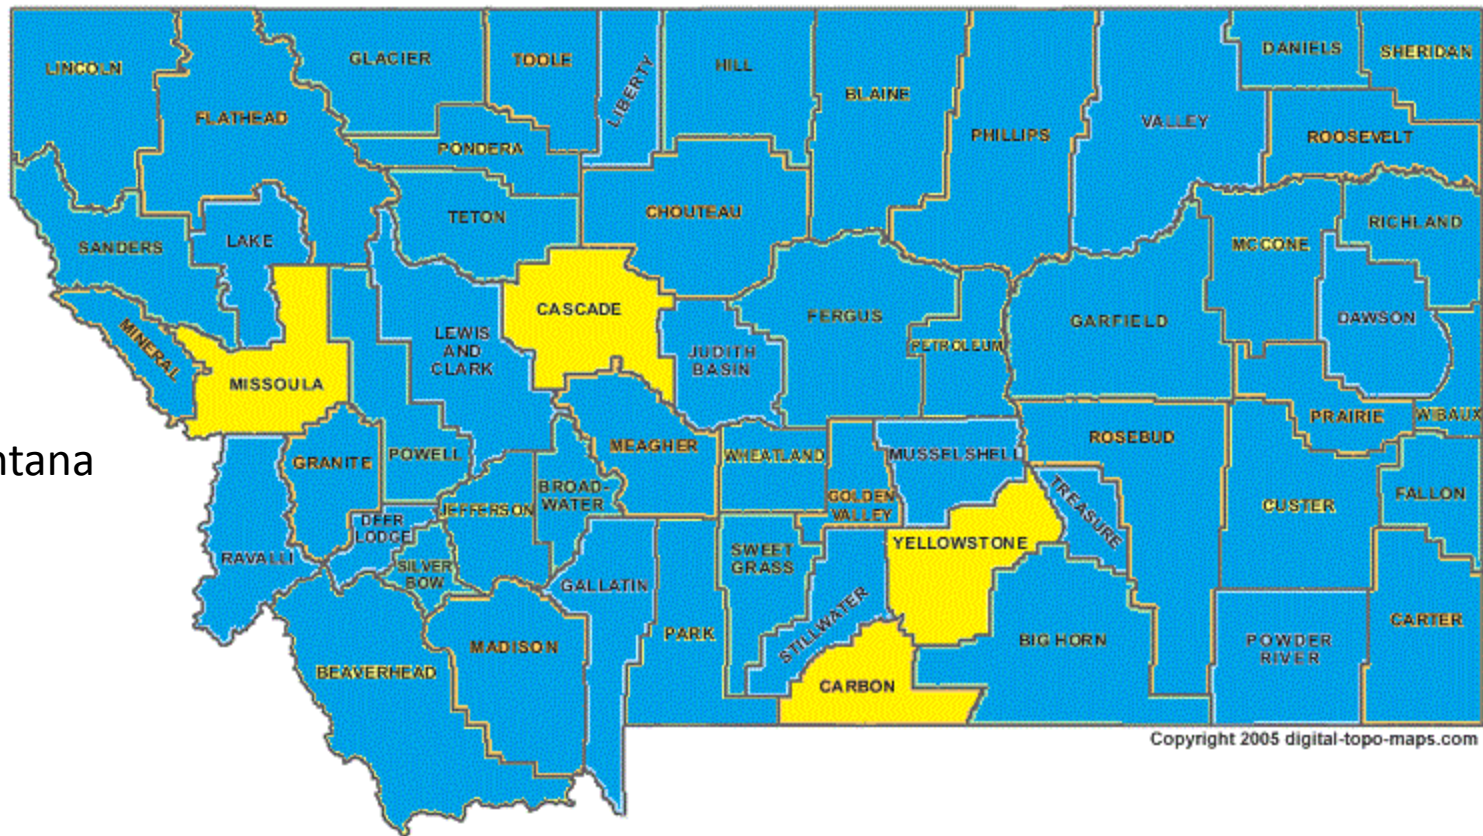 LINCOLN
FLATHEAD
GLACIER
TOOLE
LIBERTY
HILL
BLAINE
PHILLIPS
VALLEY
DANIELS
SHERIDAN
ROOSEVELT
PONDERA
TETON
CHOUTEAU
SANDERS
LAKE
MCCONE
RICHLAND
MINERAL
MISSOULA
LEWIS
AND
CLARK
CASCADE
JUDITH
BASIN
FERGUS
PETROLEUM
GARFIELD
DAWSON
PRAIRIE
WIBAUX
ntana
GRANITE
POWELL
MEAGHER
WHEATLAND
MUSSELSHELL
ROSEBUD
JEFFERSON
BROAD-
WATER
GOLDEN
VALLEY
TREASURE
CUSTER
FALLON
RAVALLI
DEER
LODGE
SILVER
BOW
GALLATIN
SWEET
GRASS
STILLWATER
YELLOWSTONE
BEAVERHEAD
MADISON
PARK
CARBON
BIG HORN
POWDER
RIVER
CARTER
Copyright 2005 digital-topo-maps.com